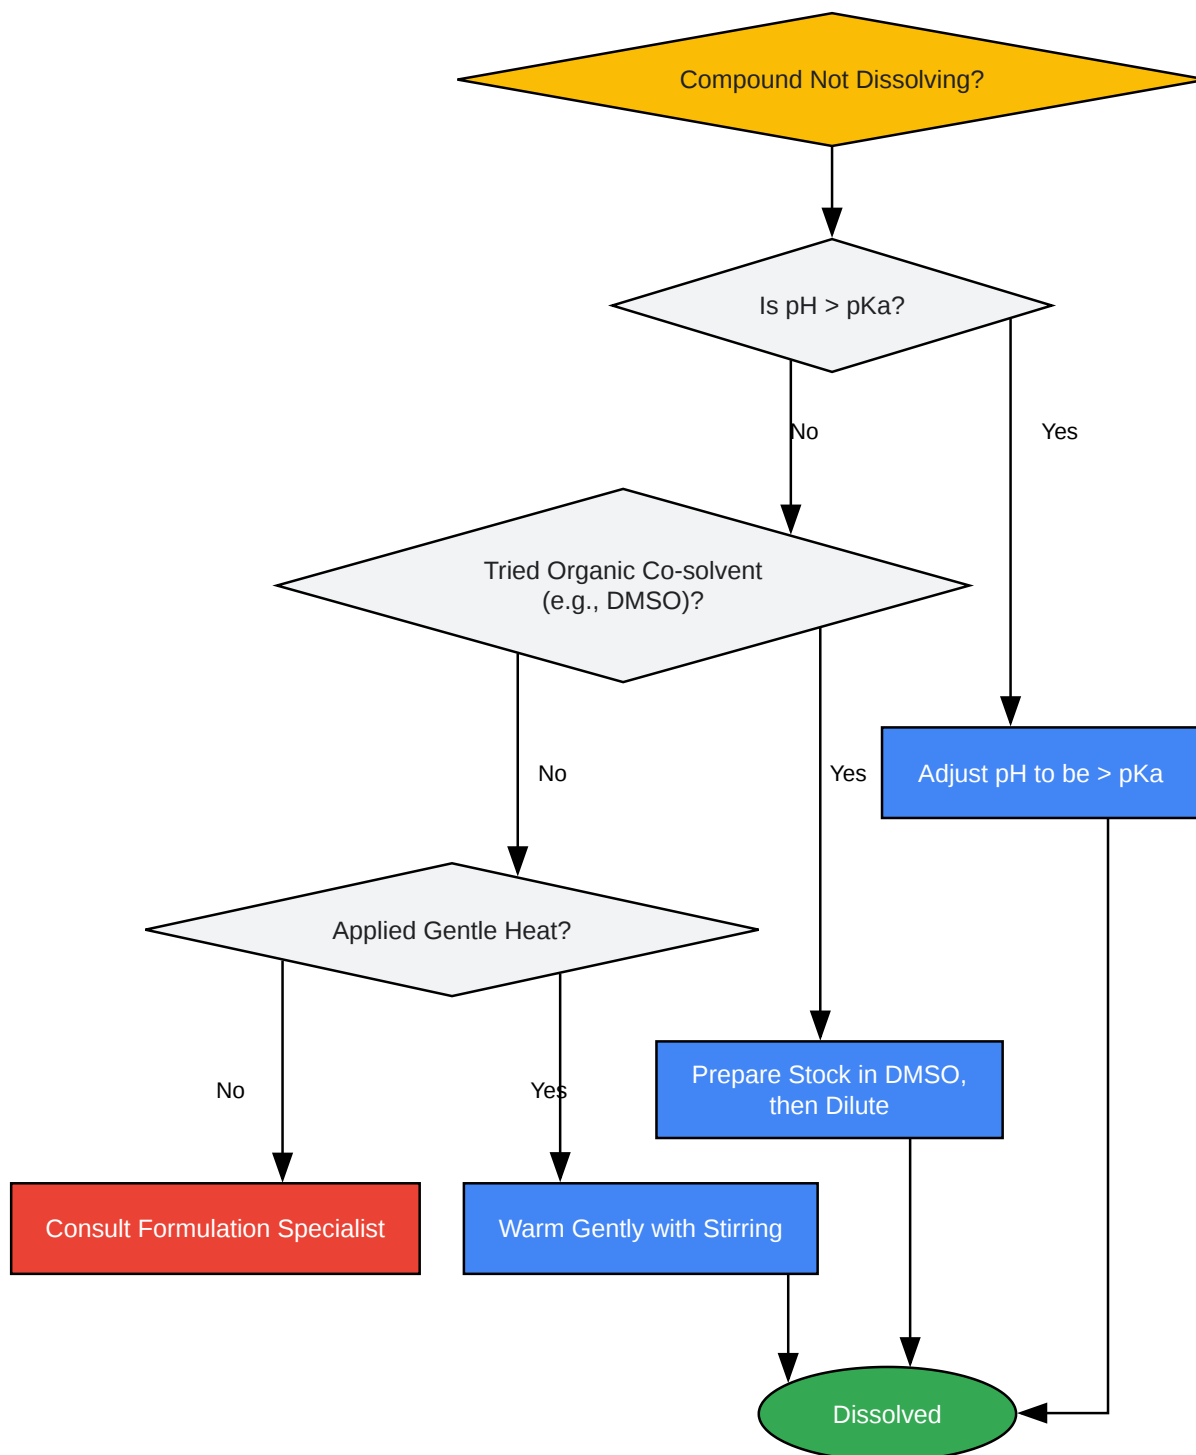 Compound Not Dissolving?
Is pH > pKa?
No
Yes
Tried Organic Co-solvent
(e.g., DMSO)?
No
Yes
Adjust pH to be > pKa
Applied Gentle Heat?
No
Yes
Prepare Stock in DMSO,
then Dilute
Consult Formulation Specialist
Warm Gently with Stirring
Dissolved